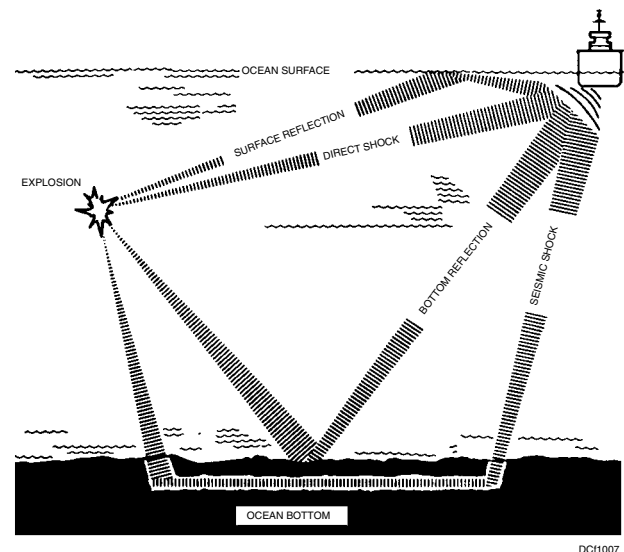 OCEAN SURFACE
SURFACE REFLECTION
DIRECT SHOCK
EXPLOSION
BOTTOM REFLECTION
SEISMIC SHOCK
OCEAN BOTTOM
DCf1007